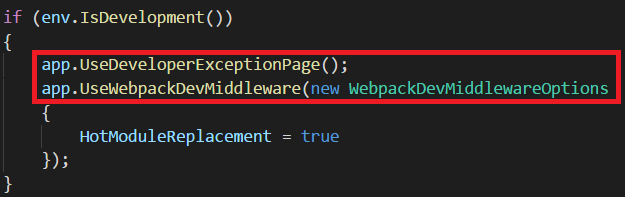 if (env.IsDevelopment())
{
    app.UseDeveloperExceptionPage();
    app.UseWebpackDevMiddleware(new WebpackDevMiddlewareOptions
    {
        HotModuleReplacement = true
    });
}